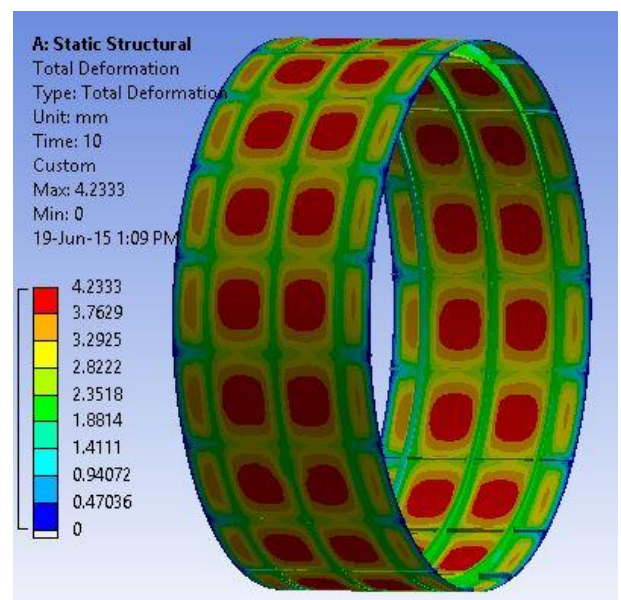 A: Static Structural
Total Deformation
Type: Total Deformation
Unit: mm
Time: 10
Custom
Max: 4.2333
Min: 0
19-Jun-15 1:09 PM
4.2333
3.7629
3.2925
2.8222
2.3518
1.8814
1.4111
0.94072
0.47036
0